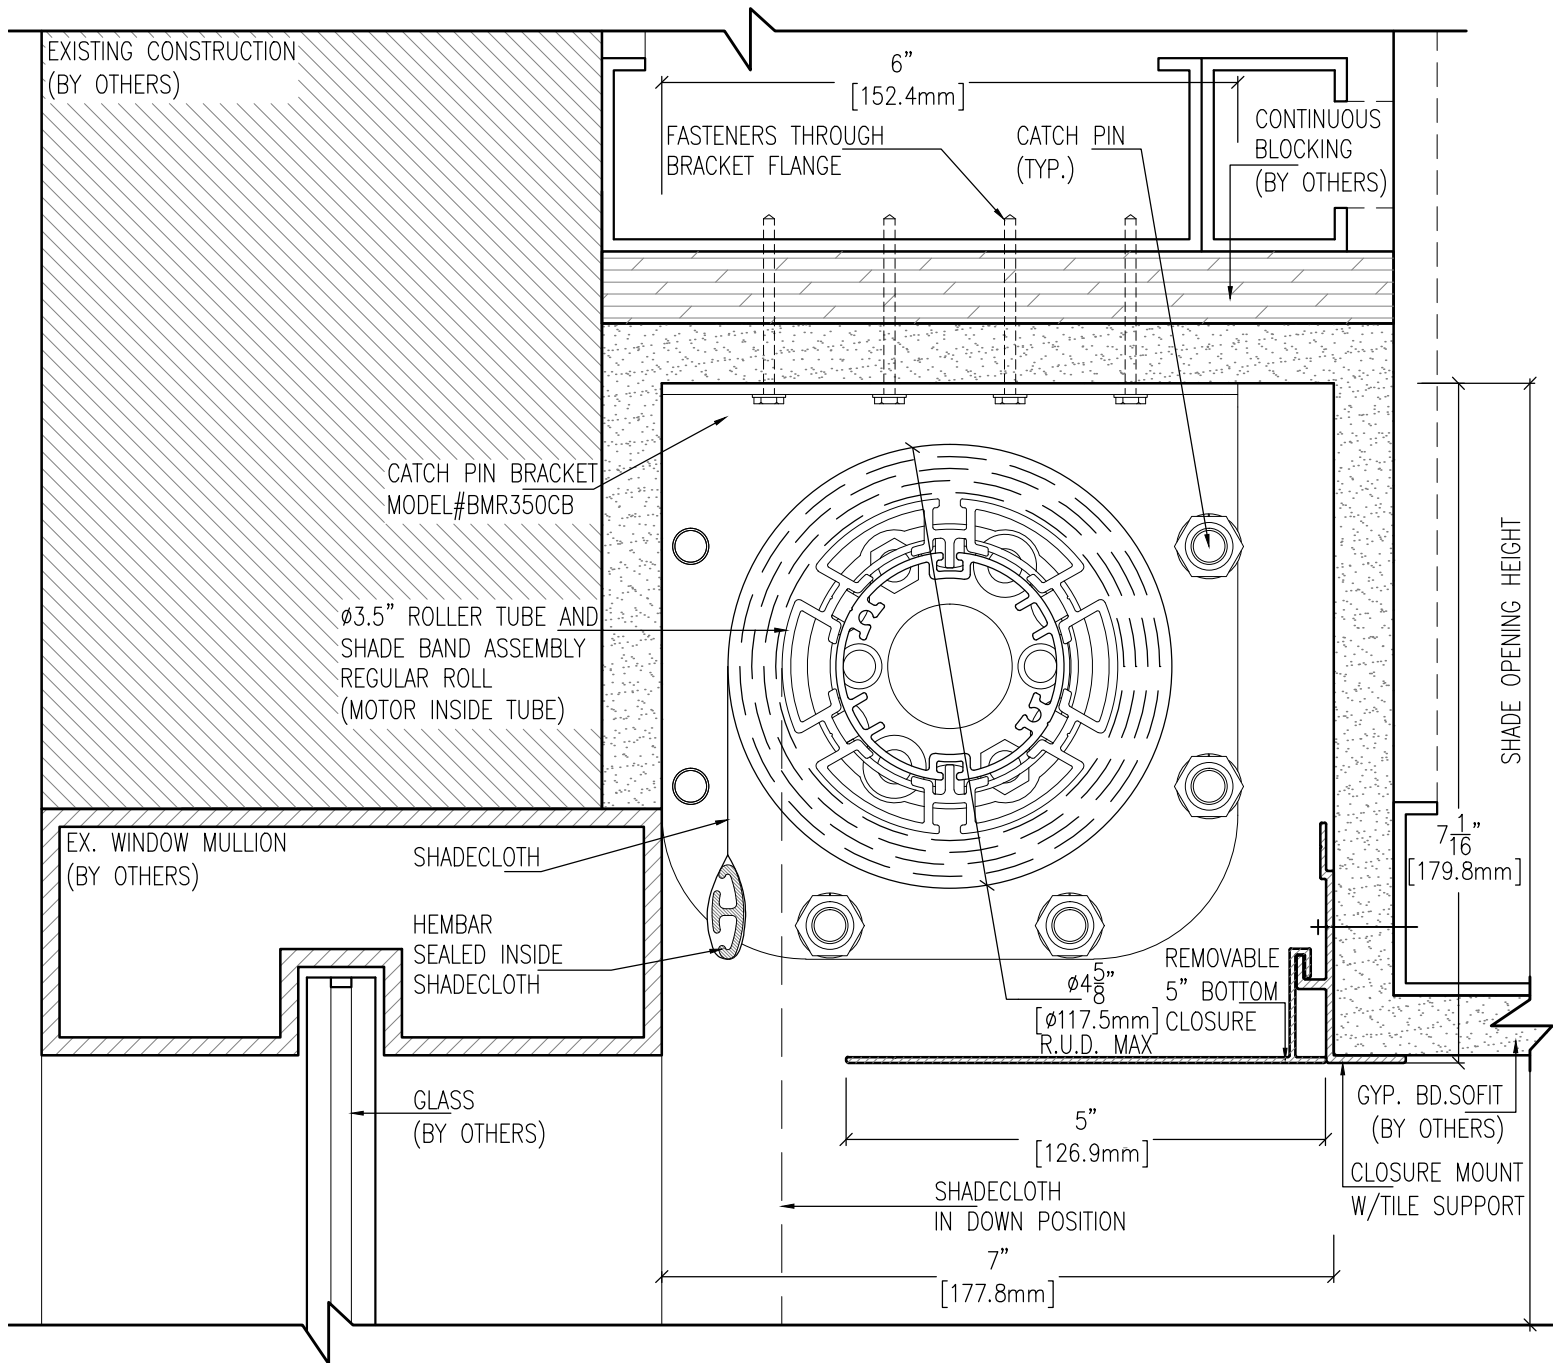 EXISTING CONSTRUCTION
(BY OTHERS)
6”
[152.4mm]
FASTENERS THROUGH
BRACKET FLANGE
CATCH PIN
(TYP.)
CONTINUOUS
BLOCKING
(BY OTHERS)
CATCH PIN BRACKET
MODEL#BMR350CB
ø3.5” ROLLER TUBE AND
SHADE BAND ASSEMBLY
REGULAR ROLL
(MOTOR INSIDE TUBE)
SHADE OPENING HEIGHT
7 1/16”
[179.8mm]
EX. WINDOW MULLION
(BY OTHERS)
SHADECLOTH
HEMBAR
SEALED INSIDE
SHADECLOTH
ø4 5/8”
[ø117.5mm]
R.U.D. MAX
REMOVABLE
5” BOTTOM
CLOSURE
GLASS
(BY OTHERS)
5”
[126.9mm]
GYP. BD.SOFIT
(BY OTHERS)
CLOSURE MOUNT
W/TILE SUPPORT
SHADECLOTH
IN DOWN POSITION
7”
[177.8mm]